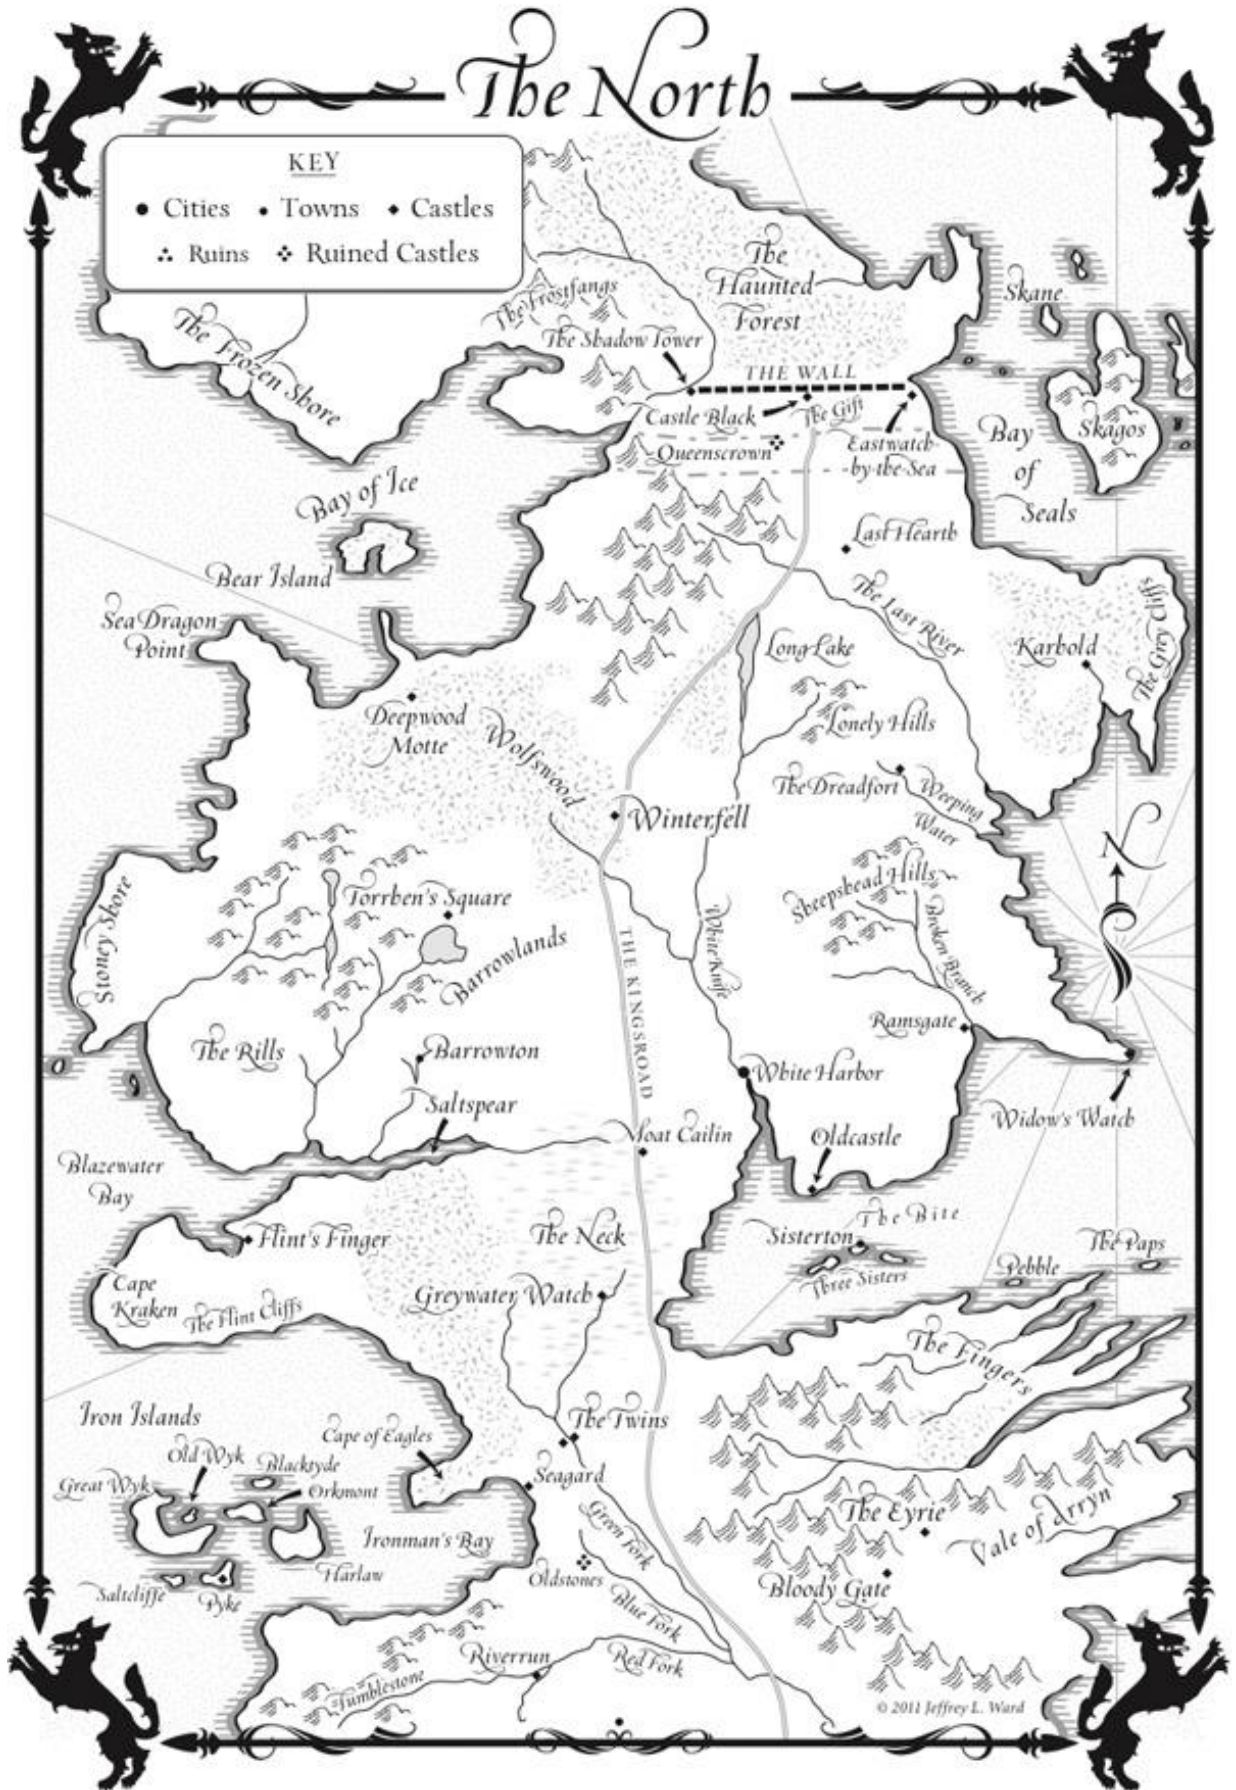 The North
KEY
Cities Towns Castles
Ruins Ruined Castles
The
Haunted
Forest
Skane
The Frostfangs
The Frozen Shore
The Shadow Tower
THE WALL
Castle Black
The Gift
Queenscrown
Eastwatch-
-by-the-Sea
Bay
of
Seals
Skagos
Bay of Ice
Last Hearth
Bear Island
Sea Dragon
Point
The Last River
Long Lake
Karhold
The Grey Cliffs
Deepwood
Motte
Wolfswood
Lonely Hills
The Dreadfort
Weeping
Water
Winterfell
N
Torrhen's Square
Sheepshead Hills
Stoney Shore
Barrowlands
THE KINGSROAD
White Knife
Broken Branch
Ramsgate
The Rills
Barrowton
White Harbor
Saltspear
Widow's Watch
Moat Cailin
Oldcastle
Blazewater
Bay
The Bite
Flint's Finger
The Neck
Sisterton
The Paps
Pebble
Three Sisters
Cape
Kraken
The Flint Cliffs
Greywater Watch
The Fingers
Iron Islands
The Twins
Cape of Eagles
Old Wyk
Blacktyde
Great Wyk
Orkmont
Seagard
The Eyrie
Vale of Arryn
Green Fork
Ironman's Bay
Harlaw
Oldstones
Bloody Gate
Saltcliffe
Pyke
Blue Fork
Riverrun
Red Fork
Tumblestone
© 2011 Jeffrey L. Ward